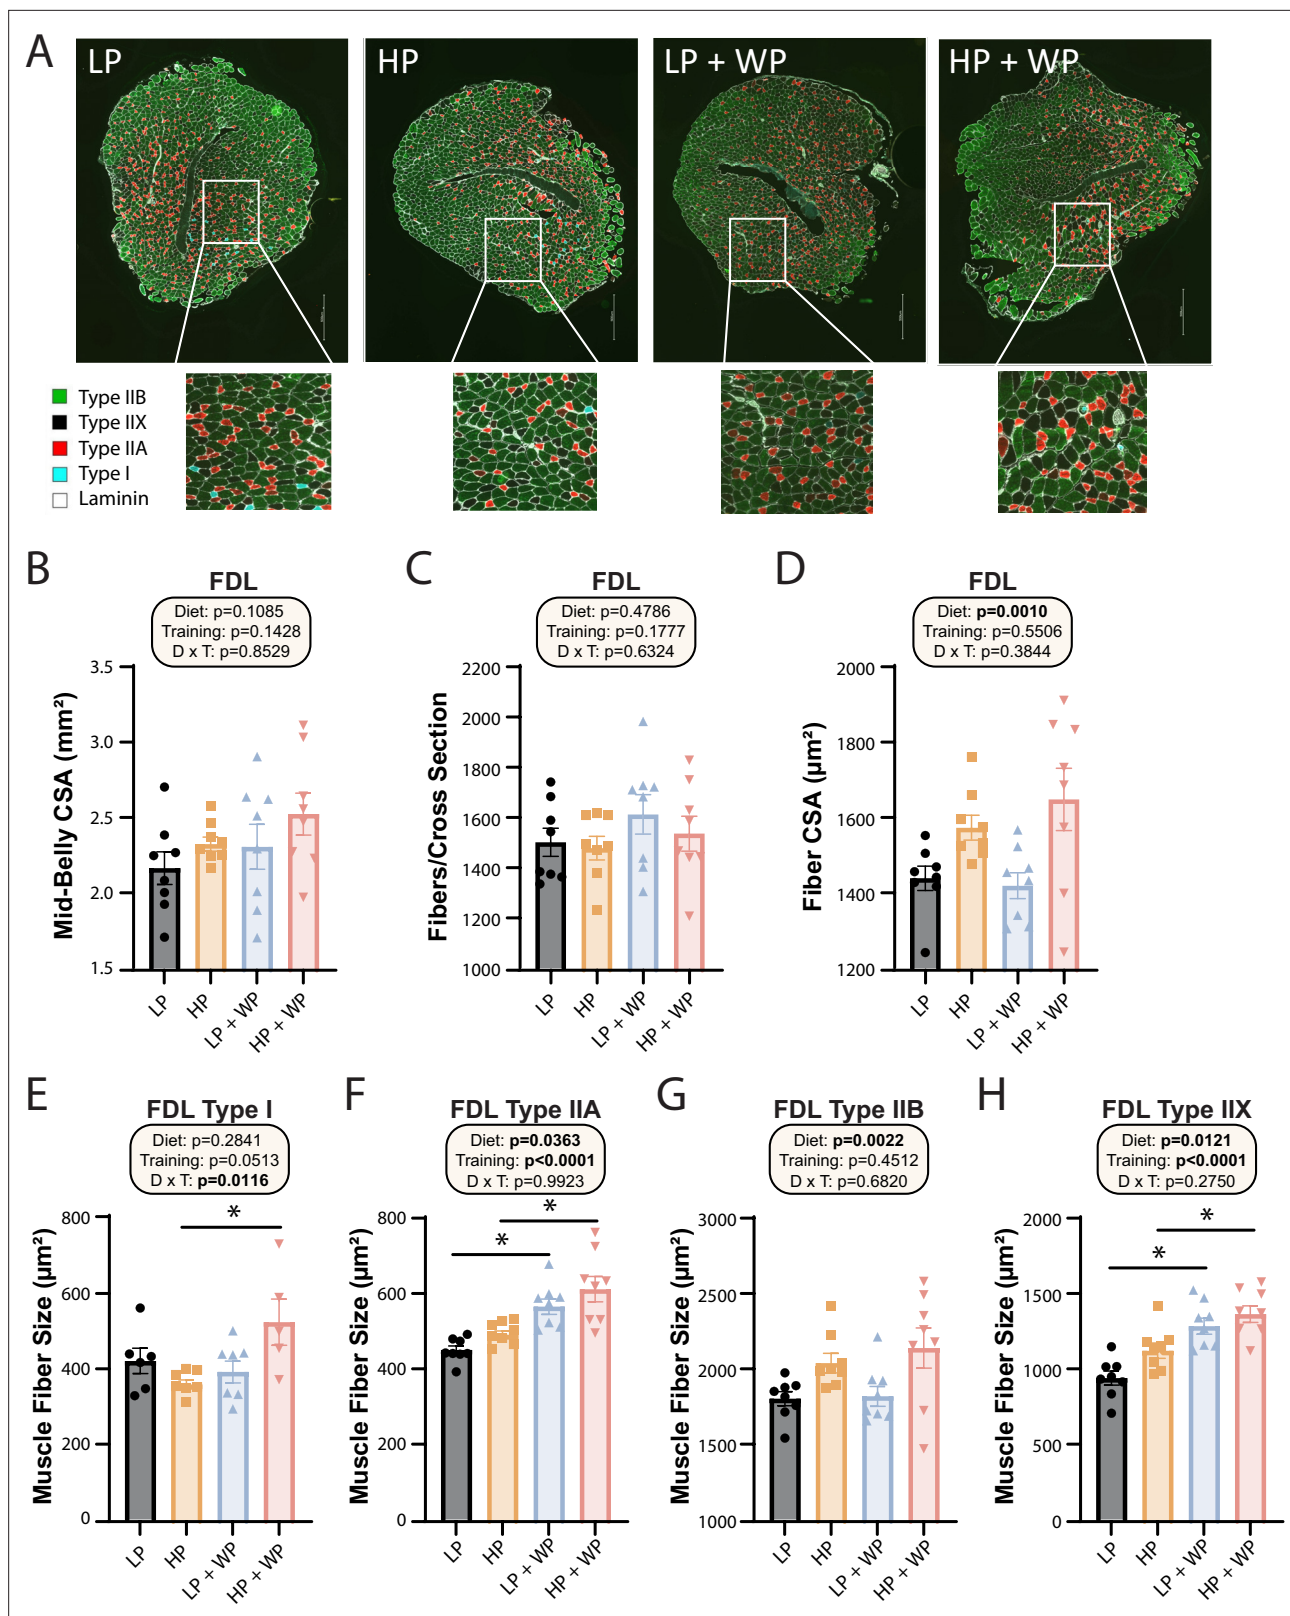 A
LP
HP
LP + WP
HP + WP
Type IIB
Type IIX
Type IIA
Type I
Laminin
B
FDL
Diet: p=0.1085
Training: p=0.1428
D x T: p=0.8529
Mid-Belly CSA (mm²)
3.5
3.0
2.5
2.0
1.5
LP
HP
LP + WP
HP + WP
C
FDL
Diet: p=0.4786
Training: p=0.1777
D x T: p=0.6324
Fibers/Cross Section
2200
2000
1800
1600
1400
1200
1000
LP
HP
LP + WP
HP + WP
D
FDL
Diet: p=0.0010
Training: p=0.5506
D x T: p=0.3844
Fiber CSA (µm²)
2000
1800
1600
1400
1200
LP
HP
LP + WP
HP + WP
E
FDL Type I
Diet: p=0.2841
Training: p=0.0513
D x T: p=0.0116
*
Muscle Fiber Size (µm²)
800
600
400
200
0
LP
HP
LP + WP
HP + WP
F
FDL Type IIA
Diet: p=0.0363
Training: p<0.0001
D x T: p=0.9923
*
*
Muscle Fiber Size (µm²)
800
600
400
200
0
LP
HP
LP + WP
HP + WP
G
FDL Type IIB
Diet: p=0.0022
Training: p=0.4512
D x T: p=0.6820
Muscle Fiber Size (µm²)
3000
2500
2000
1500
1000
LP
HP
LP + WP
HP + WP
H
FDL Type IIX
Diet: p=0.0121
Training: p<0.0001
D x T: p=0.2750
*
*
Muscle Fiber Size (µm²)
2000
1500
1000
500
0
LP
HP
LP + WP
HP + WP